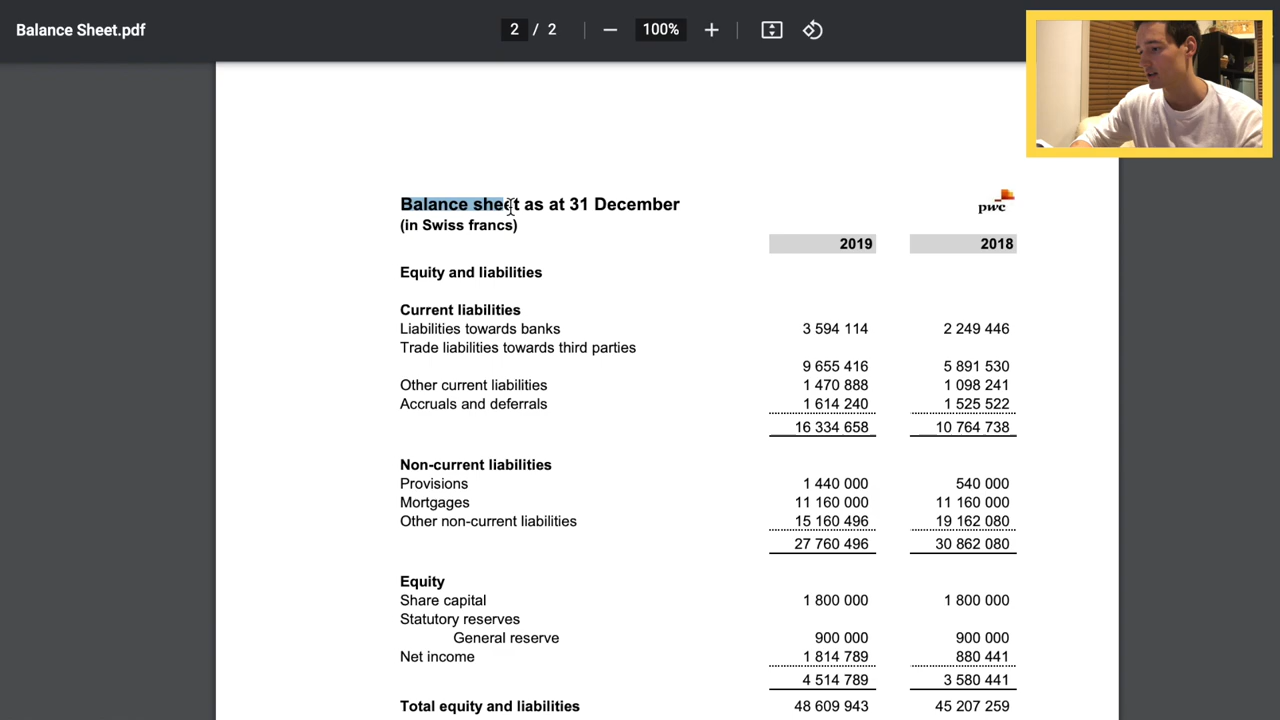 Balance Sheet.pdf
2 / 2
100%
Balance sheet as at 31 December
(in Swiss francs)
pwc
2019 2018
Equity and liabilities
Current liabilities
Liabilities towards banks 3 594 114 2 249 446
Trade liabilities towards third parties
9 655 416 5 891 530
Other current liabilities 1 470 888 1 098 241
Accruals and deferrals 1 614 240 1 525 522
16 334 658 10 764 738
Non-current liabilities
Provisions 1 440 000 540 000
Mortgages 11 160 000 11 160 000
Other non-current liabilities 15 160 496 19 162 080
27 760 496 30 862 080
Equity
Share capital 1 800 000 1 800 000
Statutory reserves
General reserve 900 000 900 000
Net income 1 814 789 880 441
4 514 789 3 580 441
Total equity and liabilities 48 609 943 45 207 259